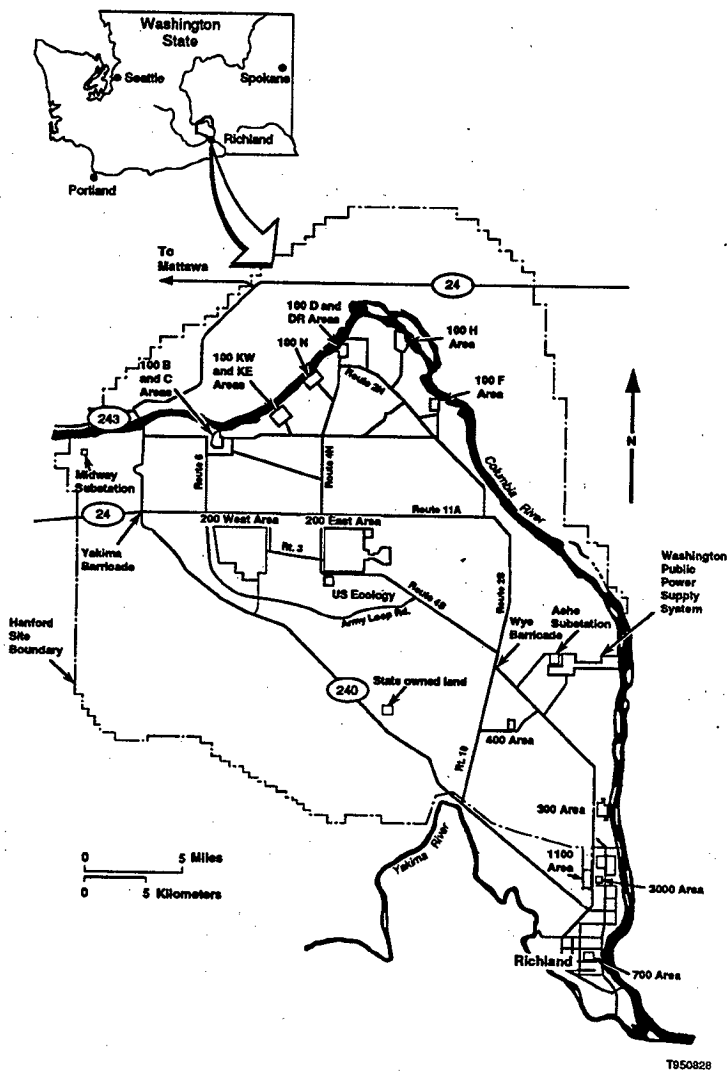 Washington
State
Seattle
Spokane
Richland
Portland
To
Mattawa
24
100 D and
DR Areas
100 H
Area
100 N
100 B
and C
Areas
100 KW
and KE
Areas
Route 2N
100 F
Area
243
N
Midway
Substation
Route 6
Route 4N
Columbia
River
24
Route 11A
200 West Area
200 East Area
Yakima
Barricade
Rt. 3
US Ecology
Route 4S
Army Loop Rd.
Route 2S
Washington
Public
Power
Supply
System
Wye
Barricade
Ashe
Substation
Hanford
Site
Boundary
240
State owned land
400 Area
Rt. 10
300 Area
Yakima River
1100
Area
3000 Area
0 5 Miles
0 5 Kilometers
Richland
700 Area
T950828